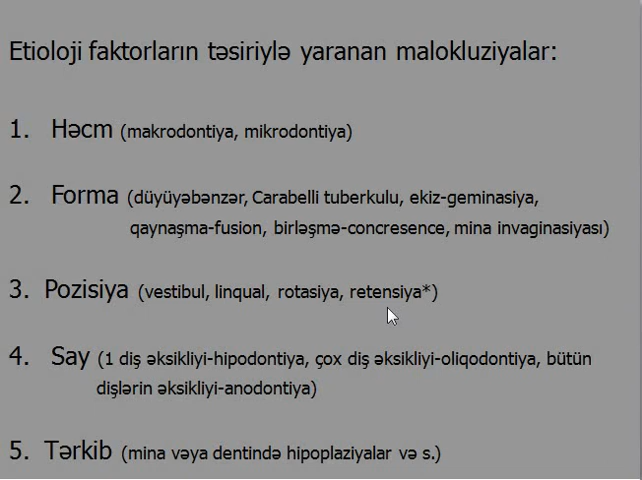 Etioloji faktorların təsiriylə yaranan malokluziyalar:
1. Həcm (makrodontiya, mikrodontiya)
2. Forma (düyüyəbənzər, Carabelli tuberkulu, ekiz-geminasiya,
qaynaşma-fusion, birləşmə-concresence, mina invaginasiyası)
3. Pozisiya (vestibul, linqual, rotasiya, retensiya*)
4. Say (1 diş əksikliyi-hipodontiya, çox diş əksikliyi-oliqodontiya, bütün
dişlərin əksikliyi-anodontiya)
5. Tərkib (mina vəya dentində hipoplaziyalar və s.)